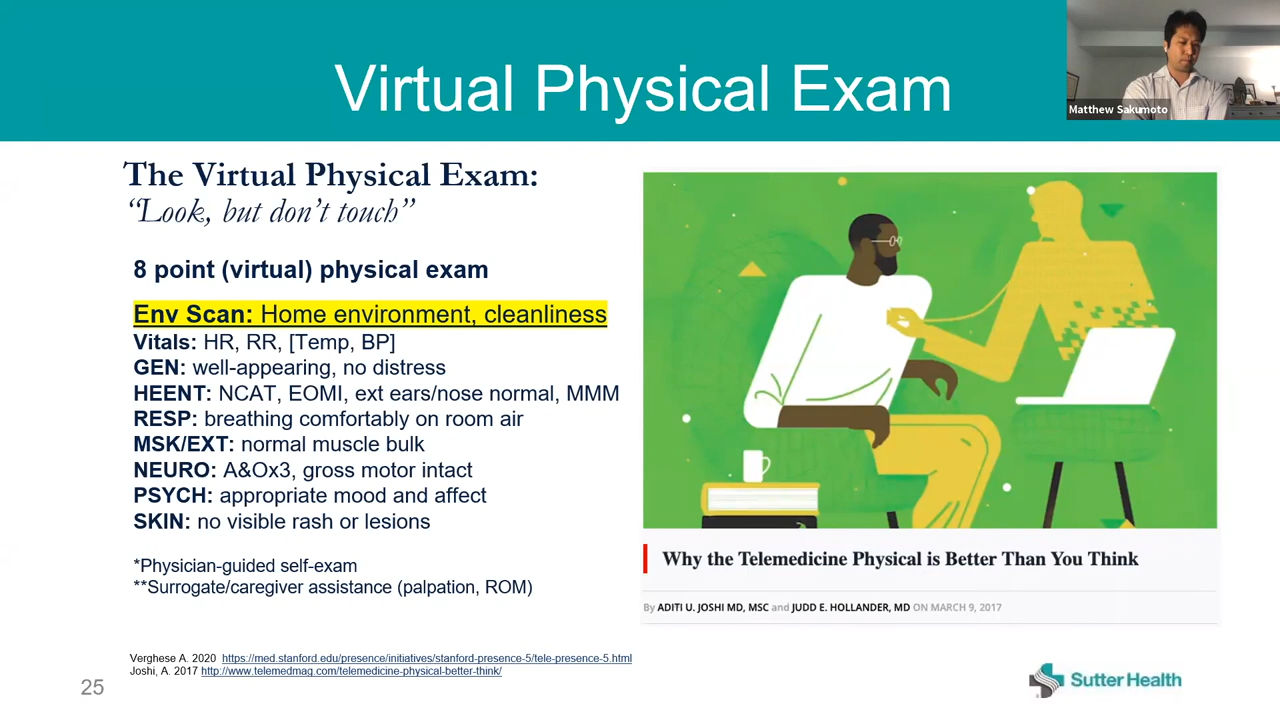 Virtual Physical Exam
Matthew Sakumoto
The Virtual Physical Exam:
“Look, but don’t touch”
8 point (virtual) physical exam
Env Scan: Home environment, cleanliness
Vitals: HR, RR, [Temp, BP]
GEN: well-appearing, no distress
HEENT: NCAT, EOMI, ext ears/nose normal, MMM
RESP: breathing comfortably on room air
MSK/EXT: normal muscle bulk
NEURO: A&Ox3, gross motor intact
PSYCH: appropriate mood and affect
SKIN: no visible rash or lesions
*Physician-guided self-exam
**Surrogate/caregiver assistance (palpation, ROM)
Why the Telemedicine Physical is Better Than You Think
By ADITI U. JOSHI MD, MSC and JUDD E. HOLLANDER, MD ON MARCH 9, 2017
Verghese A. 2020 https://med.stanford.edu/presence/initiatives/stanford-presence-5/tele-presence-5.html
Joshi, A. 2017 http://www.telemedmag.com/telemedicine-physical-better-think/
25
Sutter Health